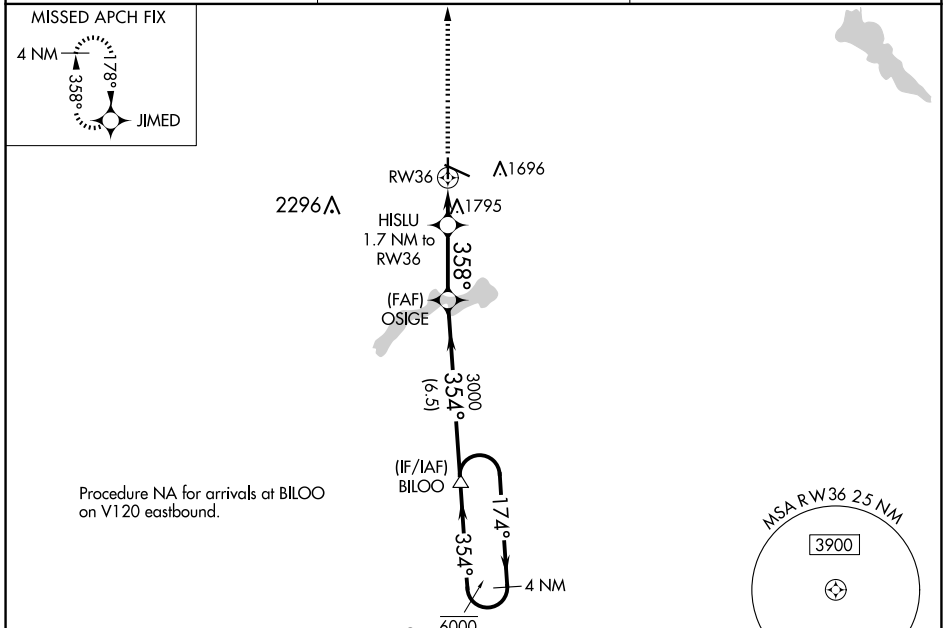 MISSED APCH FIX
4 NM
178°
358°
JIMED
RW36
1696
2296
1795
HISLU
1.7 NM to
RW36
358°
(FAF)
OSIGE
3000
354°
(6.5)
(IF/IAF)
BILOO
Procedure NA for arrivals at BILOO
on V120 eastbound.
174°
354°
4 NM
6000
MSA RW36 25 NM
3900